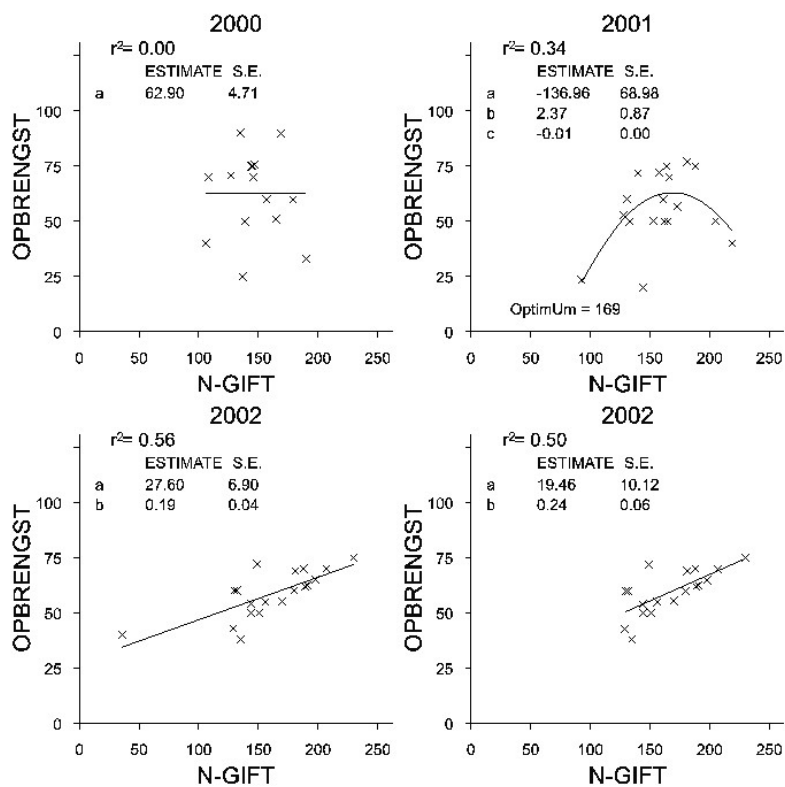 2000
r²= 0.00
ESTIMATE S.E.
a 62.90 4.71
OPBRENGST
100
75
50
25
0
0 50 100 150 200 250
N-GIFT
2001
r²= 0.34
ESTIMATE S.E.
a -136.96 68.98
b 2.37 0.87
c -0.01 0.00
OPBRENGST
100
75
50
25
0
OptimUm = 169
0 50 100 150 200 250
N-GIFT
2002
r²= 0.56
ESTIMATE S.E.
a 27.60 6.90
b 0.19 0.04
OPBRENGST
100
75
50
25
0
0 50 100 150 200 250
N-GIFT
2002
r²= 0.50
ESTIMATE S.E.
a 19.46 10.12
b 0.24 0.06
OPBRENGST
100
75
50
25
0
0 50 100 150 200 250
N-GIFT